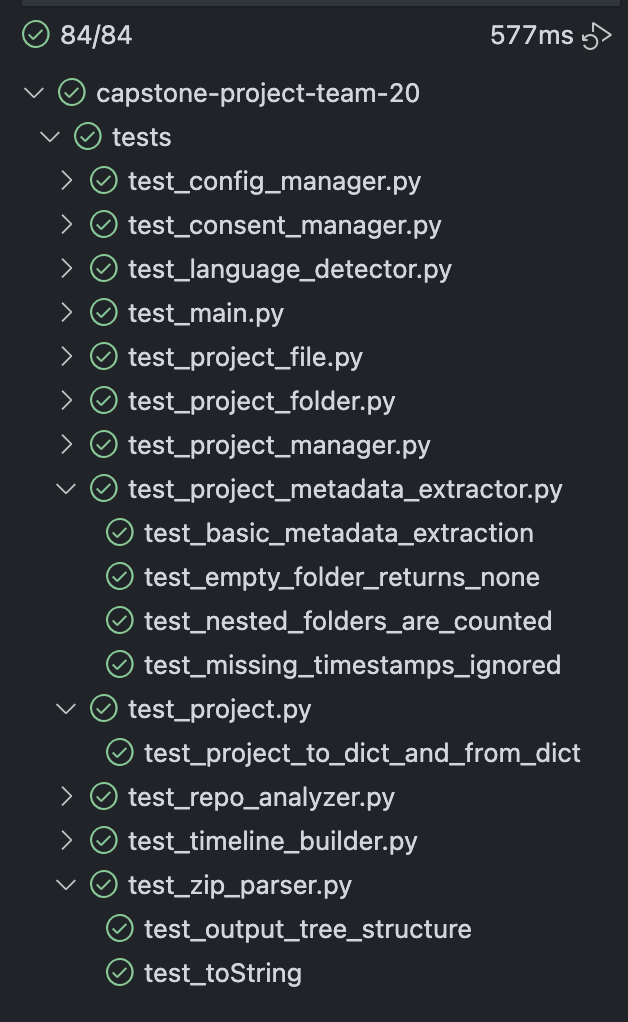 84/84 577ms
capstone-project-team-20
tests
test_config_manager.py
test_consent_manager.py
test_language_detector.py
test_main.py
test_project_file.py
test_project_folder.py
test_project_manager.py
test_project_metadata_extractor.py
test_basic_metadata_extraction
test_empty_folder_returns_none
test_nested_folders_are_counted
test_missing_timestamps_ignored
test_project.py
test_project_to_dict_and_from_dict
test_repo_analyzer.py
test_timeline_builder.py
test_zip_parser.py
test_output_tree_structure
test_toString